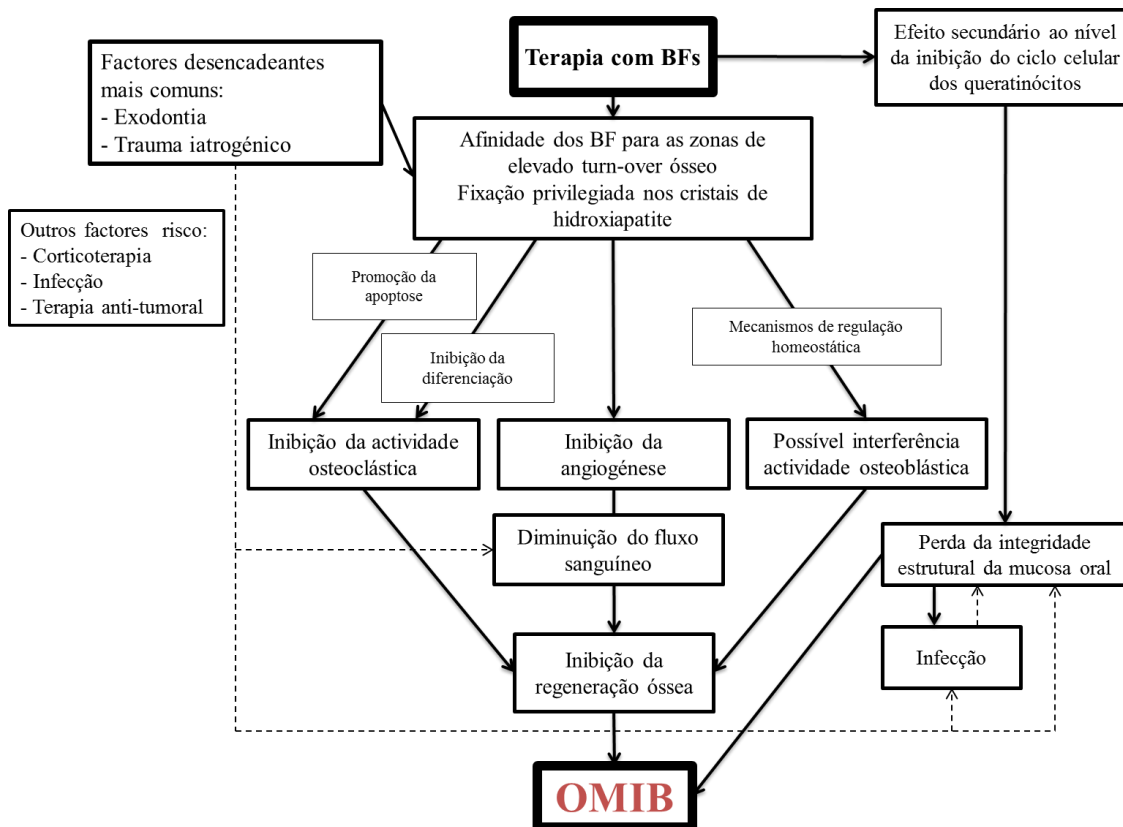 Terapia com BFs
Efeito secundário ao nível
da inibição do ciclo celular
dos queratinócitos
Factores desencadeantes
mais comuns:
- Exodontia
- Trauma iatrogénico
Afinidade dos BF para as zonas de
elevado turn-over ósseo
Fixação privilegiada nos cristais de
hidroxiapatite
Outros factores risco:
- Corticoterapia
- Infecção
- Terapia anti-tumoral
Promoção da
apoptose
Inibição da
diferenciação
Mecanismos de regulação
homeostática
Inibição da actividade
osteoclástica
Inibição da
angiogénese
Possível interferência
actividade osteoblástica
Diminuição do fluxo
sanguíneo
Perda da integridade
estrutural da mucosa oral
Infecção
Inibição da
regeneração óssea
OMIB